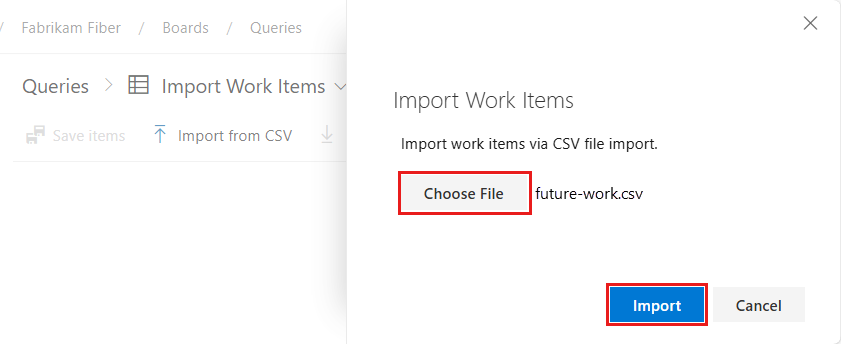 / Fabrikam Fiber / Boards / Queries
Queries > Import Work Items
Save items Import from CSV
Import Work Items
Import work items via CSV file import.
Choose File future-work.csv
Import Cancel